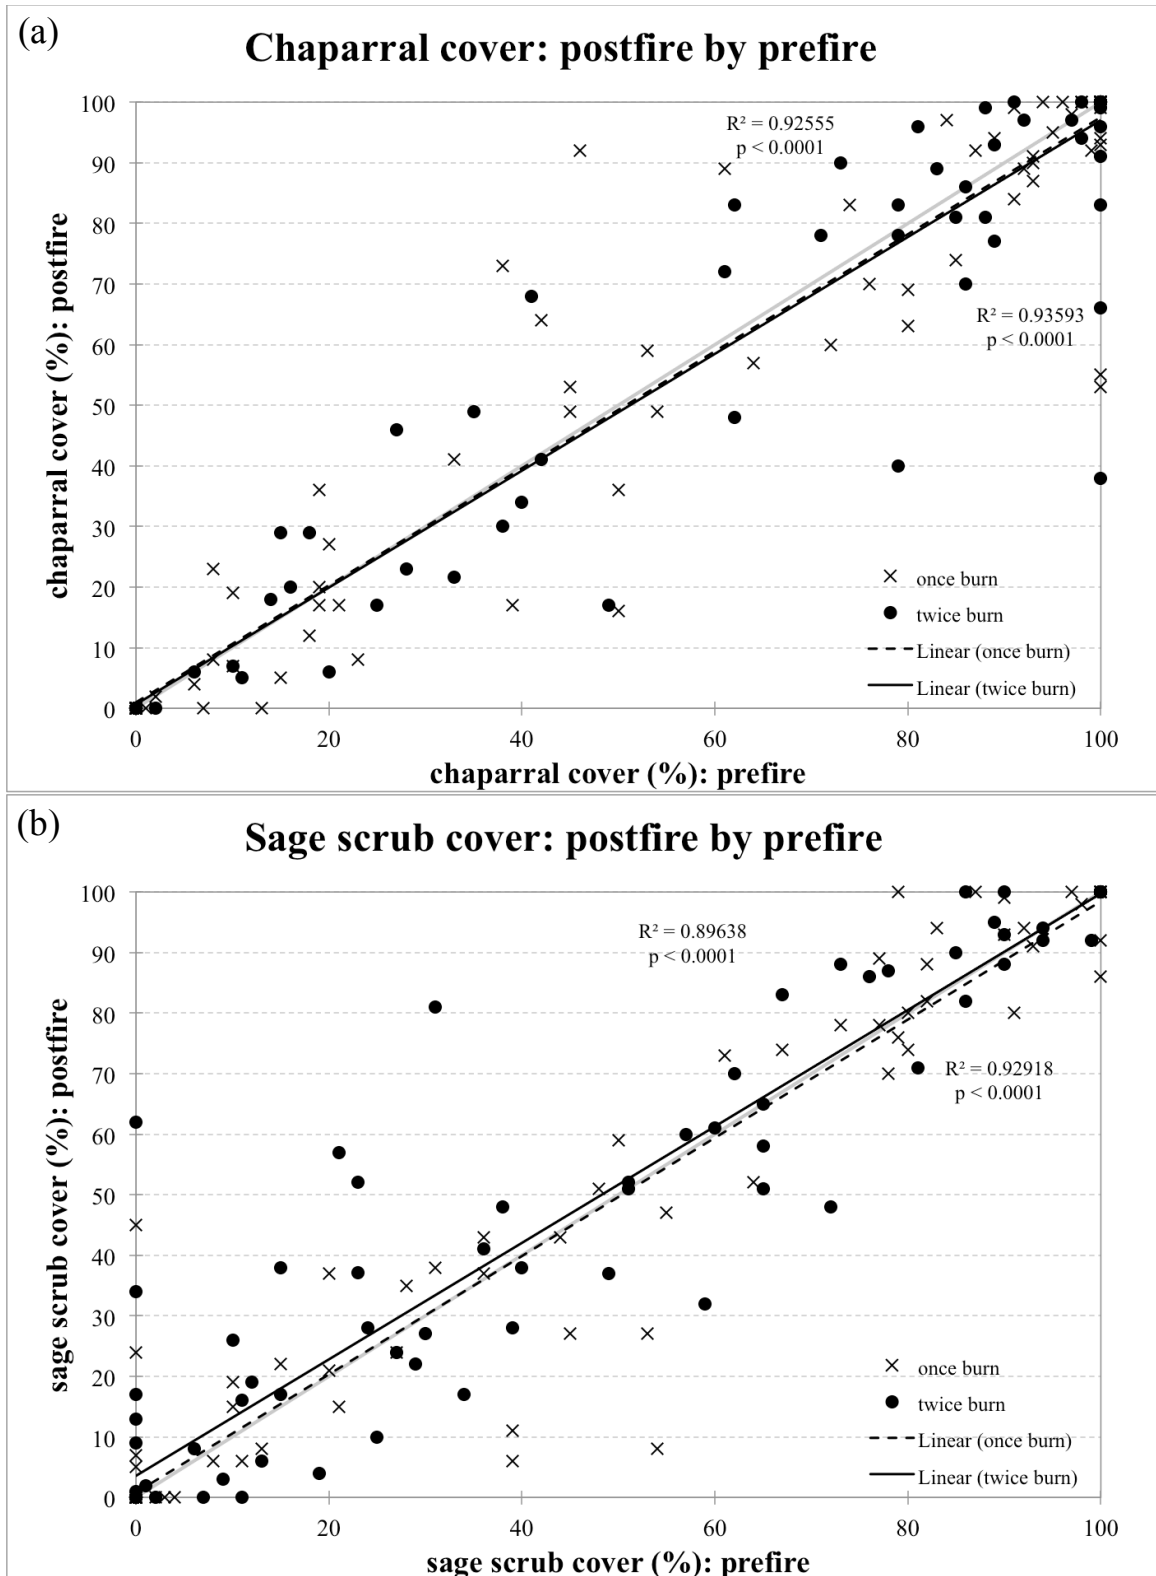 (a)
Chaparral cover: postfire by prefire
100
90
80
70
60
50
40
30
20
10
0
chaparral cover (%): postfire
R² = 0.92555
p < 0.0001
R² = 0.93593
p < 0.0001
once burn
twice burn
Linear (once burn)
Linear (twice burn)
0 20 40 60 80 100
chaparral cover (%): prefire
(b)
Sage scrub cover: postfire by prefire
100
90
80
70
60
50
40
30
20
10
0
sage scrub cover (%): postfire
R² = 0.89638
p < 0.0001
R² = 0.92918
p < 0.0001
once burn
twice burn
Linear (once burn)
Linear (twice burn)
0 20 40 60 80 100
sage scrub cover (%): prefire